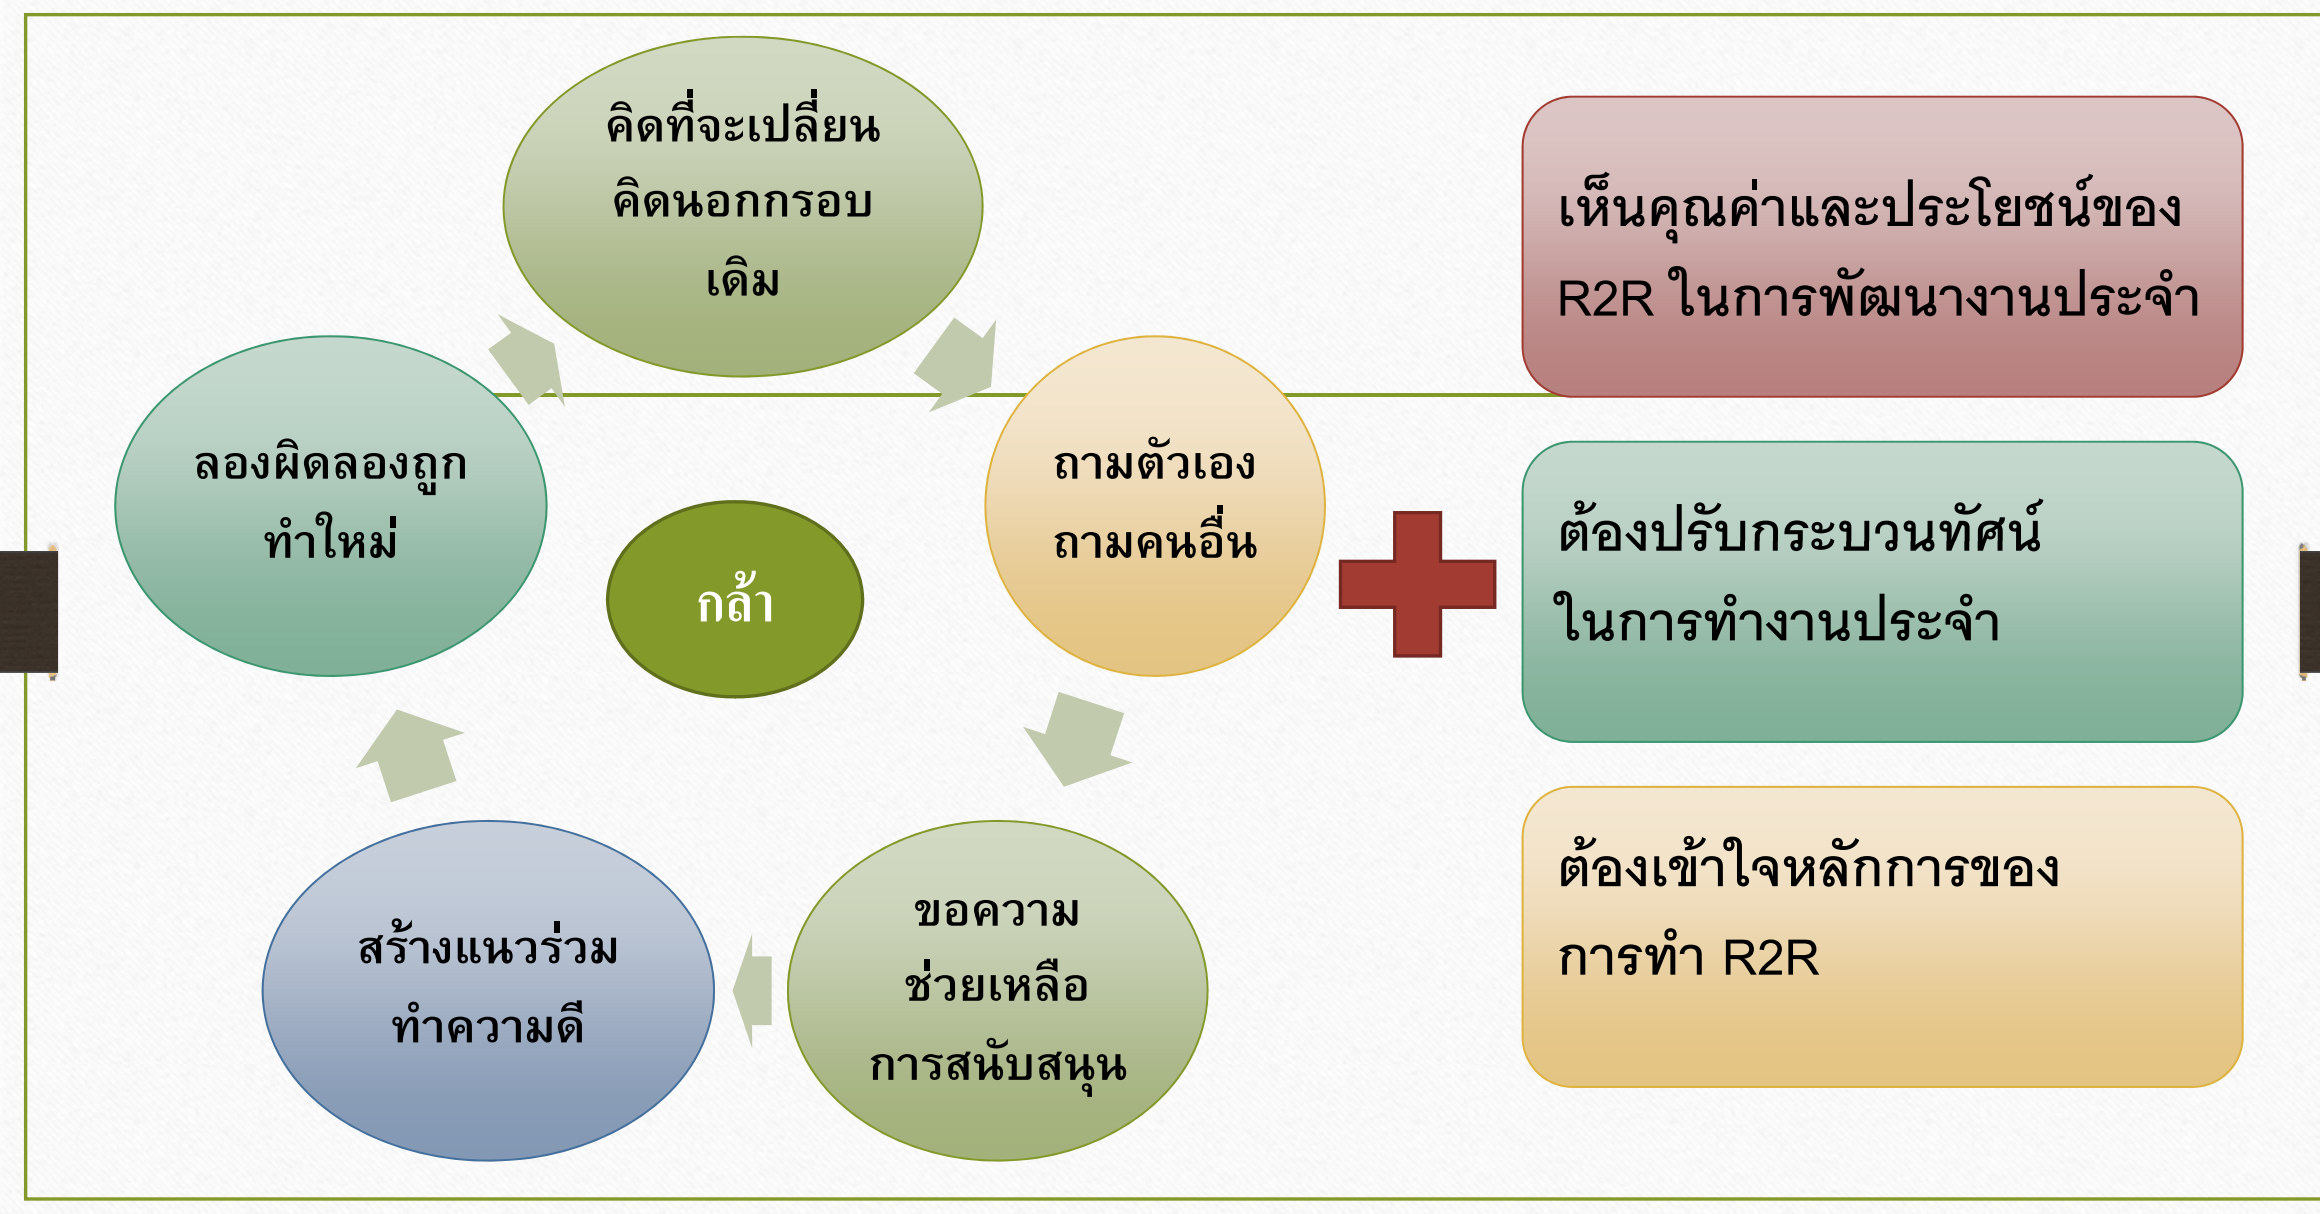 คิดที่จะเปลี่ยน
คิดนอกกรอบ
เดิม
ถามตัวเอง
ถามคนอื่น
ขอความ
ช่วยเหลือ
การสนับสนุน
สร้างแนวร่วม
ทำความดี
ลองผิดลองถูก
ทำใหม่
กล้า
เห็นคุณค่าและประโยชน์ของ
R2R ในการพัฒนางานประจำ
ต้องปรับกระบวนทัศน์
ในการทำงานประจำ
ต้องเข้าใจหลักการของ
การทำ R2R